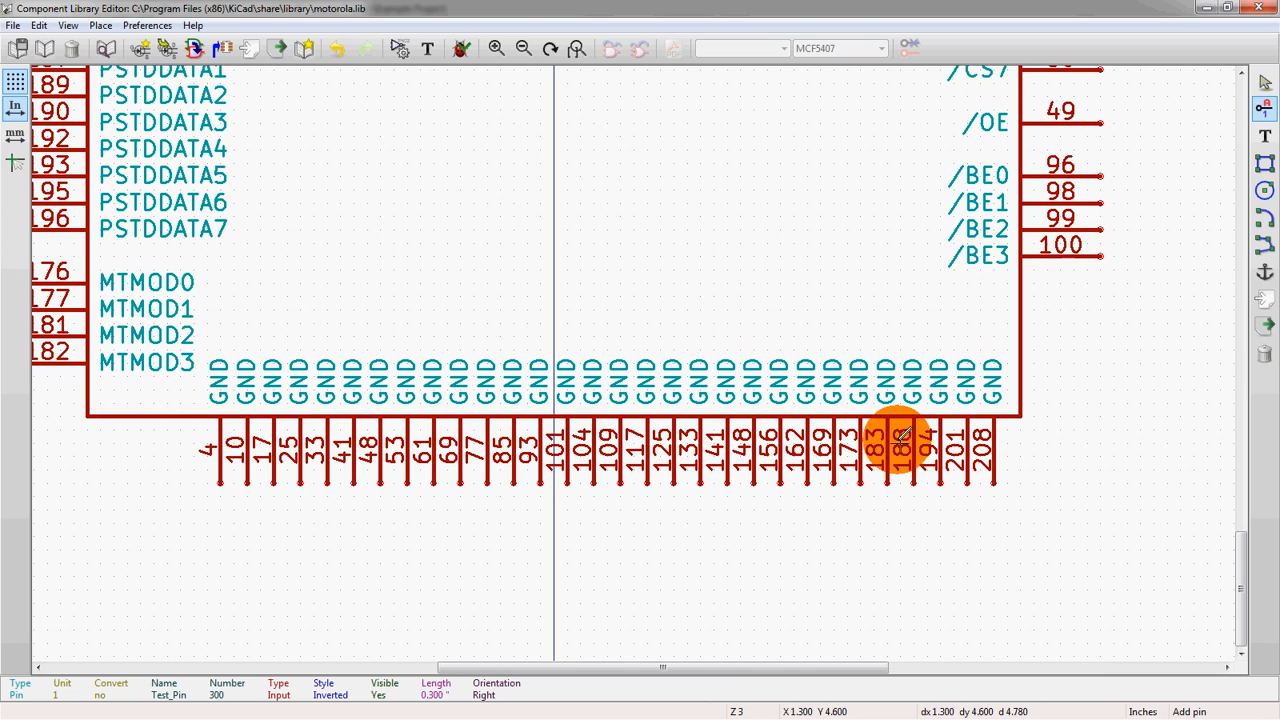 Component Library Editor: C:\Program Files (x86)\KiCad\share\library\motorola.lib
File Edit View Place Preferences Help
MCF5407
In
mm
PSTDDATA1
189 PSTDDATA2
190 PSTDDATA3
192 PSTDDATA4
193 PSTDDATA5
195 PSTDDATA6
196 PSTDDATA7
176 MTMOD0
177 MTMOD1
181 MTMOD2
182 MTMOD3
/CS7
/OE 49
/BE0 96
/BE1 98
/BE2 99
/BE3 100
GND GND GND GND GND GND GND GND GND GND GND GND GND GND GND GND GND GND GND GND GND GND GND GND GND GND GND GND GND GND
4 10 17 25 33 41 48 53 61 69 77 85 93 101 104 109 117 125 133 141 148 156 162 169 173 183 188 194 201 208
Type Unit Convert Name Number Type Style Visible Length Orientation
Pin 1 no Test_Pin 300 Input Inverted Yes 0.300 " Right
Z 3 X 1.300 Y 4.600 dx 1.300 dy 4.600 d 4.780 Inches Add pin